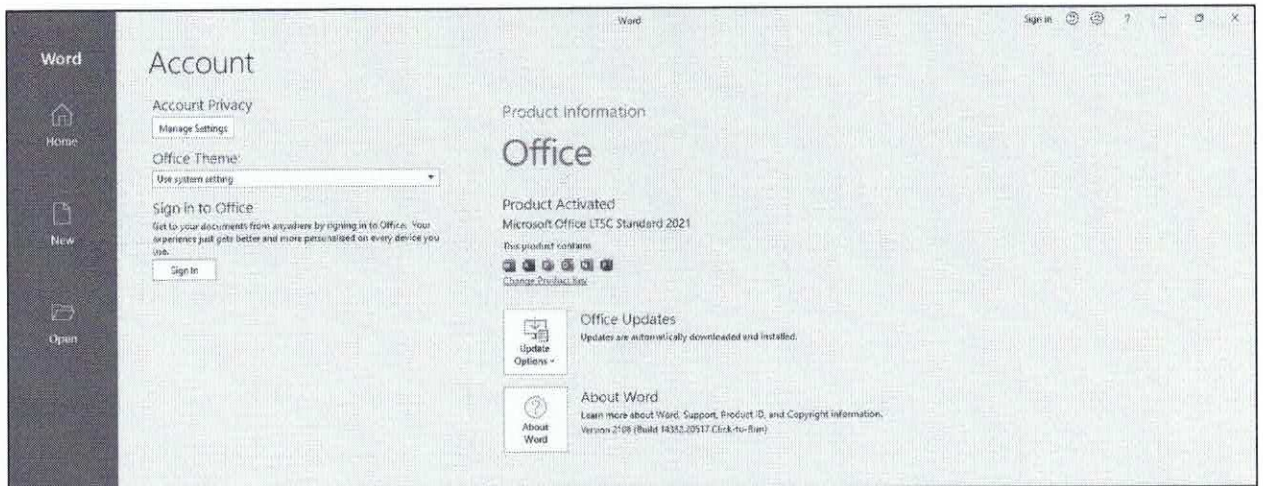 Word
Sign in ?
Word
Account
Home
New
Open
Account Privacy
Manage Settings
Office Theme:
Use system setting
Sign in to Office
Get to your documents from anywhere by signing in to Office. Your
experience just gets better and more personalized on every device you
use.
Sign In
Product Information
Office
Product Activated
Microsoft Office LTSC Standard 2021
This product contains
Change Product Key
Update
Options
Office Updates
Updates are automatically downloaded and installed.
?
About
Word
About Word
Learn more about Word, Support, Product ID, and Copyright information.
Version 2108 (Build 14332.20517 Click-to-Run)